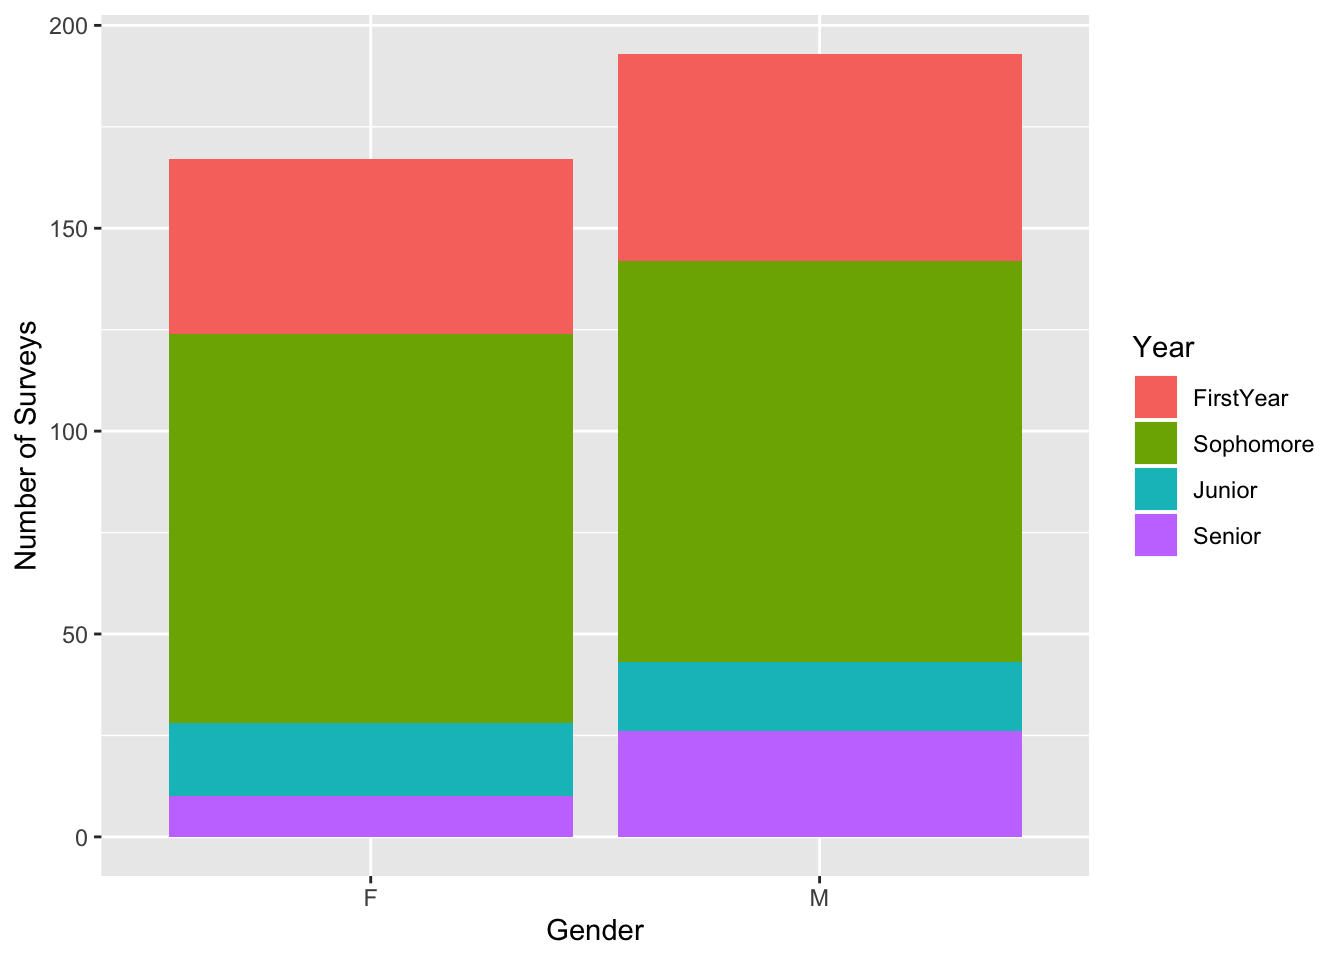 200
150
100
50
0
Number of Surveys
F
M
Gender
Year
FirstYear
Sophomore
Junior
Senior